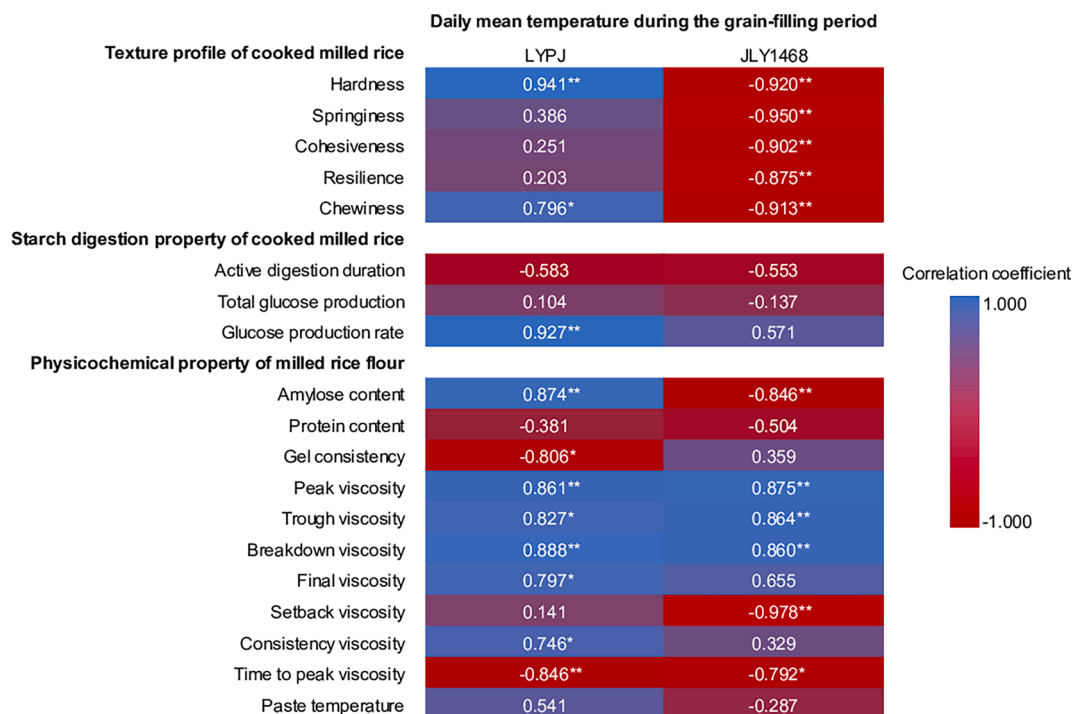 Daily mean temperature during the grain-filling period
Texture profile of cooked milled rice LYPJ JLY1468
Hardness 0.941** -0.920**
Springiness 0.386 -0.950**
Cohesiveness 0.251 -0.902**
Resilience 0.203 -0.875**
Chewiness 0.796* -0.913**
Starch digestion property of cooked milled rice
Active digestion duration -0.583 -0.553
Total glucose production 0.104 -0.137
Glucose production rate 0.927** 0.571
Physicochemical property of milled rice flour
Amylose content 0.874** -0.846**
Protein content -0.381 -0.504
Gel consistency -0.806* 0.359
Peak viscosity 0.861** 0.875**
Trough viscosity 0.827* 0.864**
Breakdown viscosity 0.888** 0.860**
Final viscosity 0.797* 0.655
Setback viscosity 0.141 -0.978**
Consistency viscosity 0.746* 0.329
Time to peak viscosity -0.846** -0.792*
Paste temperature 0.541 -0.287
Correlation coefficient
1.000
-1.000